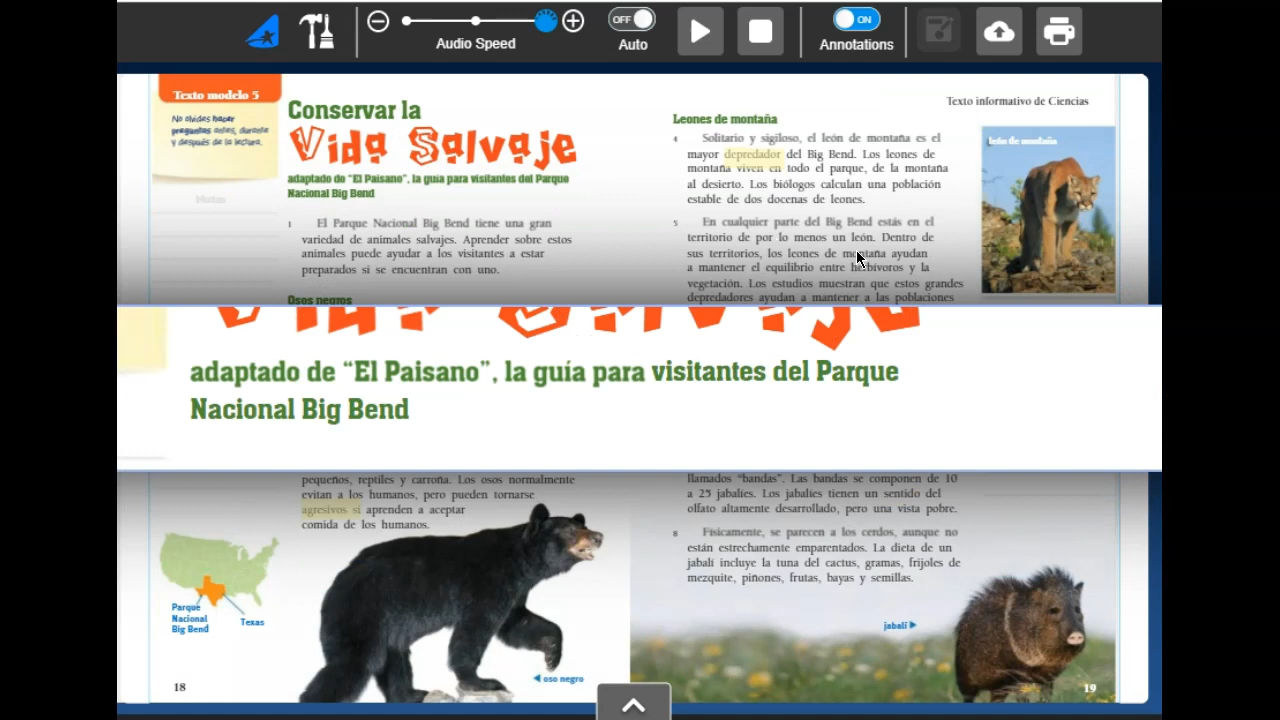 Audio Speed
OFF
Auto
ON
Annotations
Texto modelo 5
No olvides hacer
preguntas antes, durante
y después de la lectura.
Notas
Conservar la
Vida Salvaje
adaptado de “El Paisano”, la guía para visitantes del Parque
Nacional Big Bend
1 El Parque Nacional Big Bend tiene una gran
variedad de animales salvajes. Aprender sobre estos
animales puede ayudar a los visitantes a estar
preparados si se encuentran con uno.
Osos negros
Texto informativo de Ciencias
Leones de montaña
4 Solitario y sigiloso, el león de montaña es el
mayor depredador del Big Bend. Los leones de
montaña viven en todo el parque, de la montaña
al desierto. Los biólogos calculan una población
estable de dos docenas de leones.
5 En cualquier parte del Big Bend estás en el
territorio de por lo menos un león. Dentro de
sus territorios, los leones de montaña ayudan
a mantener el equilibrio entre herbívoros y la
vegetación. Los estudios muestran que estos grandes
depredadores ayudan a mantener a las poblaciones
león de montaña
adaptado de “El Paisano”, la guía para visitantes del Parque
Nacional Big Bend
pequeños, reptiles y carroña. Los osos normalmente
evitan a los humanos, pero pueden tornarse
agresivos si aprenden a aceptar
comida de los humanos.
Parque
Nacional
Big Bend
Texas
oso negro
18
llamados “bandas”. Las bandas se componen de 10
a 25 jabalíes. Los jabalíes tienen un sentido del
olfato altamente desarrollado, pero una vista pobre.
8 Físicamente, se parecen a los cerdos, aunque no
están estrechamente emparentados. La dieta de un
jabalí incluye la tuna del cactus, gramas, frijoles de
mezquite, piñones, frutas, bayas y semillas.
jabalí
19